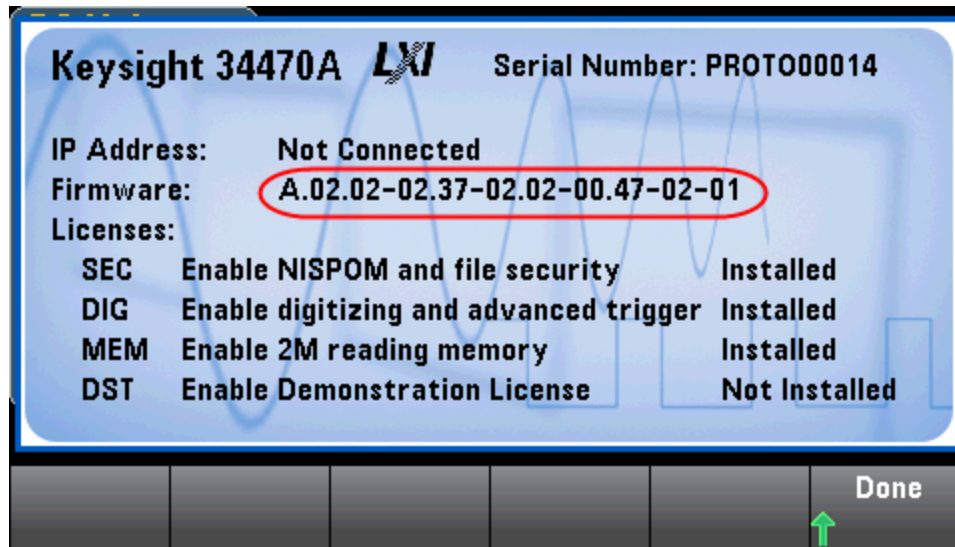 Keysight 34470A LXI Serial Number: PROTO00014
IP Address: Not Connected
Firmware: A.02.02-02.37-02.02-00.47-02-01
Licenses:
SEC Enable NISPOM and file security Installed
DIG Enable digitizing and advanced trigger Installed
MEM Enable 2M reading memory Installed
DST Enable Demonstration License Not Installed
Done